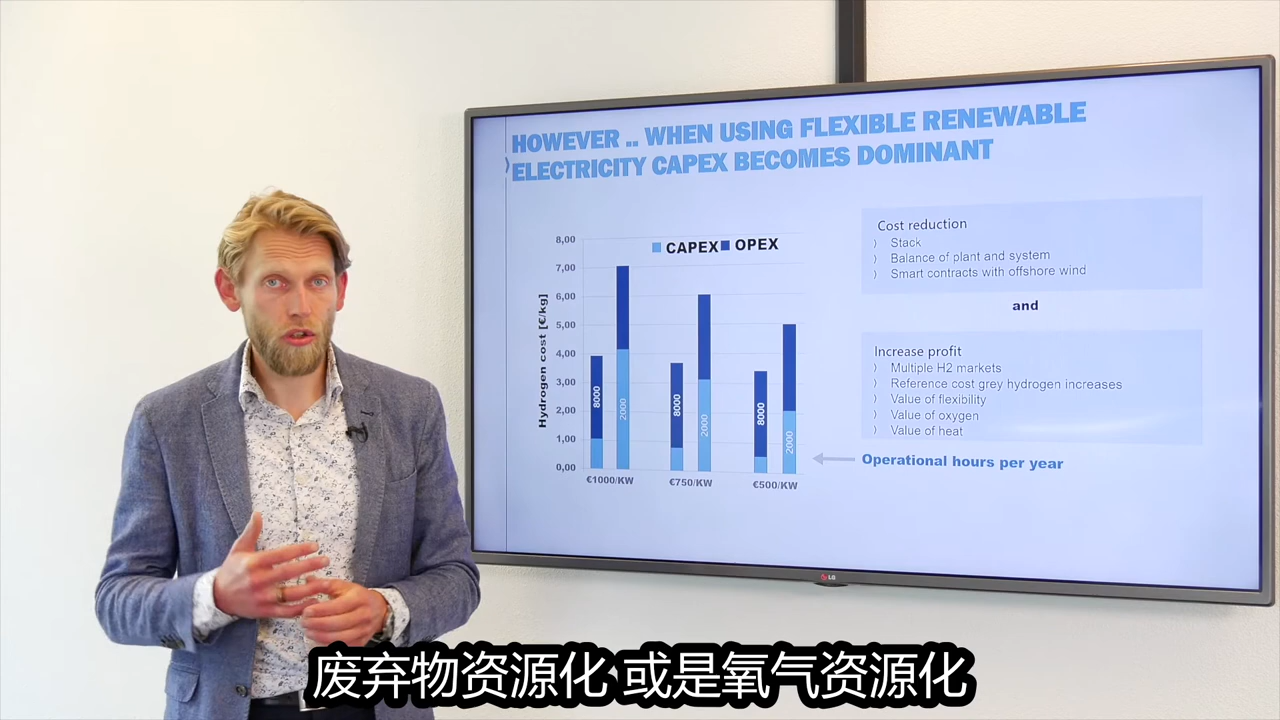 HOWEVER .. WHEN USING FLEXIBLE RENEWABLE
ELECTRICITY CAPEX BECOMES DOMINANT
CAPEX OPEX
Hydrogen cost [€/kg]
8,00
7,00
6,00
5,00
4,00
3,00
2,00
1,00
0,00
8000
2000
8000
2000
8000
2000
€1000/KW
€750/KW
€500/KW
Cost reduction
Stack
Balance of plant and system
Smart contracts with offshore wind
and
Increase profit
Multiple H2 markets
Reference cost grey hydrogen increases
Value of flexibility
Value of oxygen
Value of heat
Operational hours per year
LG
废弃物资源化 或是氧气资源化